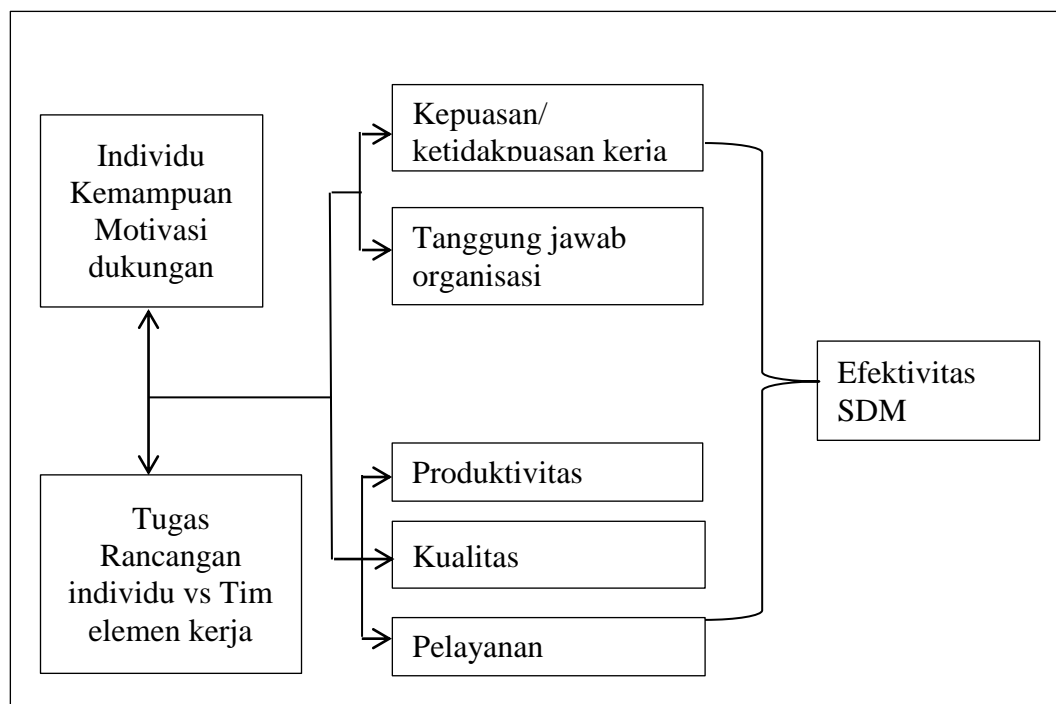 Individu
Kemampuan
Motivasi
dukungan
Tugas
Rancangan
individu vs Tim
elemen kerja
Kepuasan/
ketidakpuasan kerja
Tanggung jawab
organisasi
Produktivitas
Kualitas
Pelayanan
Efektivitas
SDM